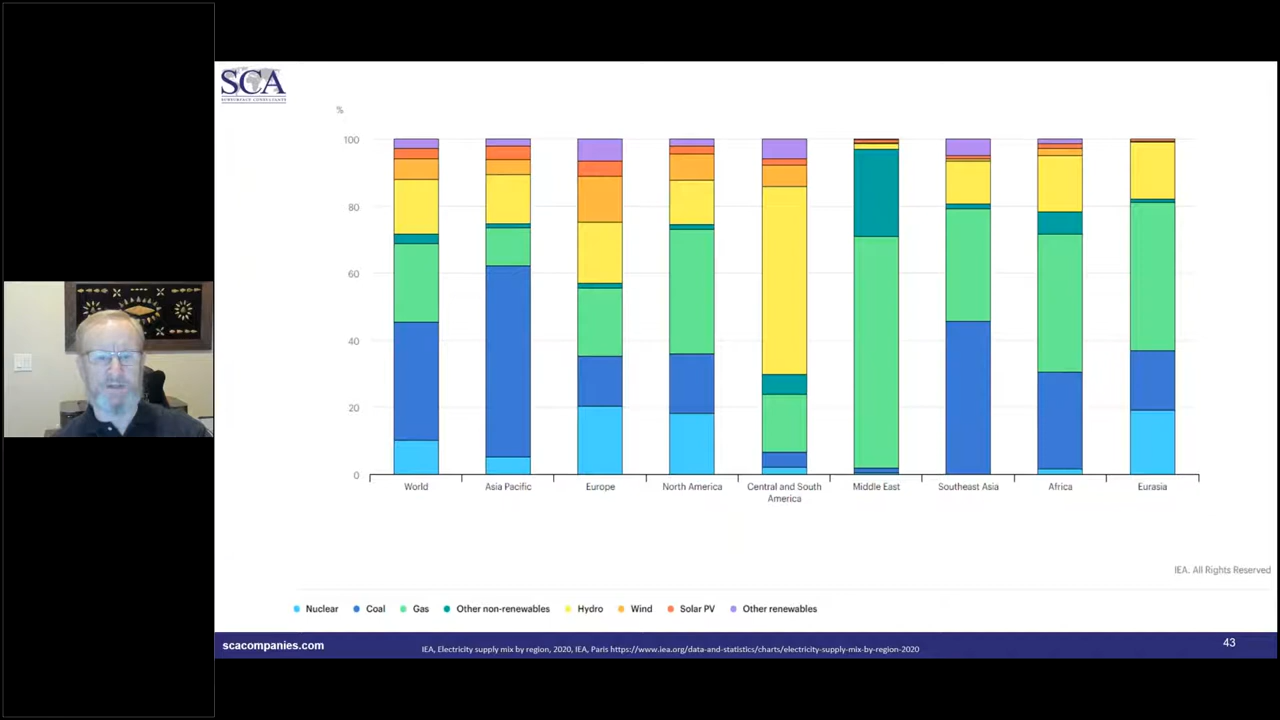 SCA
%
100
80
60
40
20
0
World
Asia Pacific
Europe
North America
Central and South
America
Middle East
Southeast Asia
Africa
Eurasia
IEA. All Rights Reserved
Nuclear
Coal
Gas
Other non-renewables
Hydro
Wind
Solar PV
Other renewables
scacompanies.com
IEA, Electricity supply mix by region, 2020, IEA, Paris https://www.iea.org/data-and-statistics/charts/electricity-supply-mix-by-region-2020
43